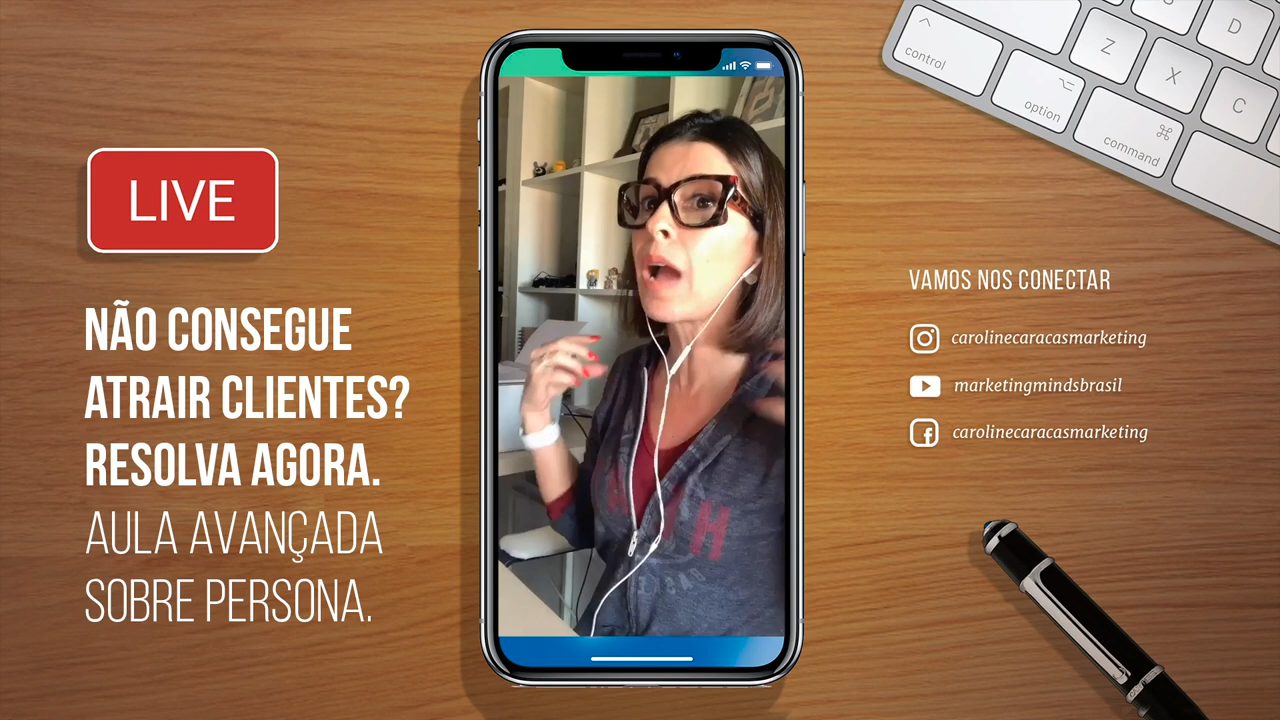 LIVE
NÃO CONSEGUE
ATRAIR CLIENTES?
RESOLVA AGORA.
AULA AVANÇADA
SOBRE PERSONA.
VAMOS NOS CONECTAR
carolinecaracasmarketing
marketingmindsbrasil
carolinecaracasmarketing
control
option
command
S
D
Z
X
C